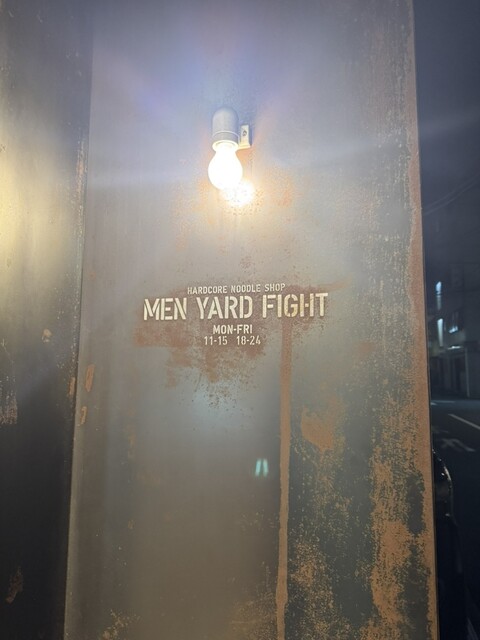 HARDCORE NOODLE SHOP
MEN YARD FIGHT
MON-FRI
11-15 18-24